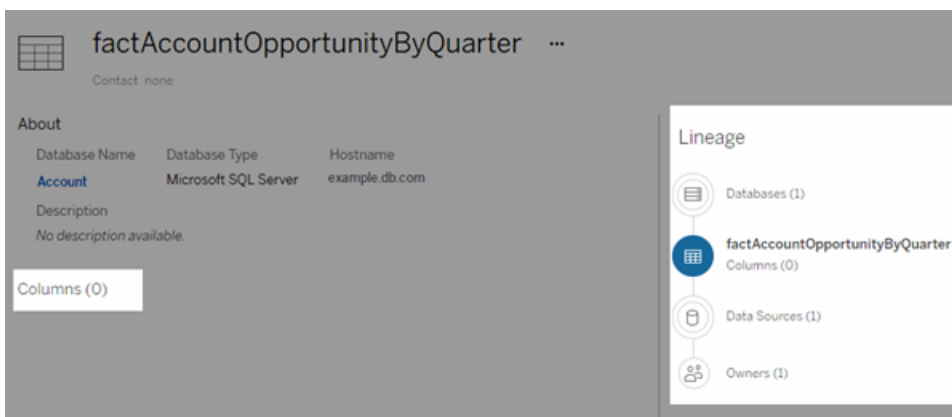 factAccountOpportunityByQuarter ...
Contact none
About
Database Name Database Type Hostname
Account Microsoft SQL Server example.db.com
Description
No description available.
Columns (0)
Lineage
Databases (1)
factAccountOpportunityByQuarter
Columns (0)
Data Sources (1)
Owners (1)